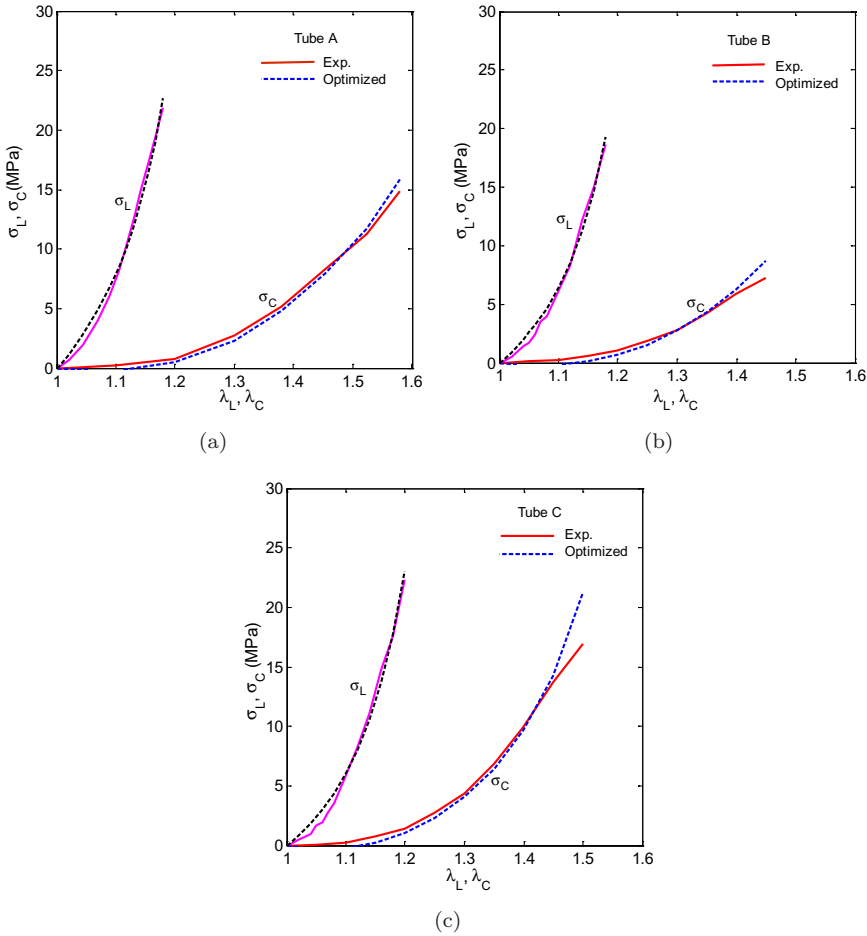 30
25
20
15
10
5
0
σL, σC(MPa)
Tube A
Exp.
Optimized
σL
σC
1 1.1 1.2 1.3 1.4 1.5 1.6
λL, λC
(a)
30
25
20
15
10
5
0
σL, σC (MPa)
Tube B
Exp.
Optimized
σL
σC
1 1.1 1.2 1.3 1.4 1.5 1.6
λL, λC
(b)
30
25
20
15
10
5
0
σL, σC (MPa)
Tube C
Exp.
Optimized
σL
σC
1 1.1 1.2 1.3 1.4 1.5 1.6
λL, λC
(c)